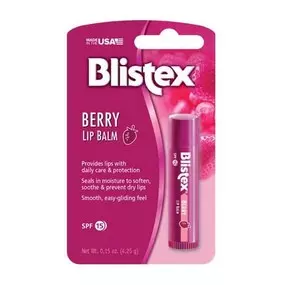 MADE IN THE USA
Blistex
BERRY
LIP BALM
Provides lips with
daily care & protection
Seals in moisture to soften,
soothe & prevent dry lips
Smooth, easy-gliding feel
SPF 15
Net Wt. 0.15 oz. (4.25 g)
Blistex
BERRY
LIP BALM